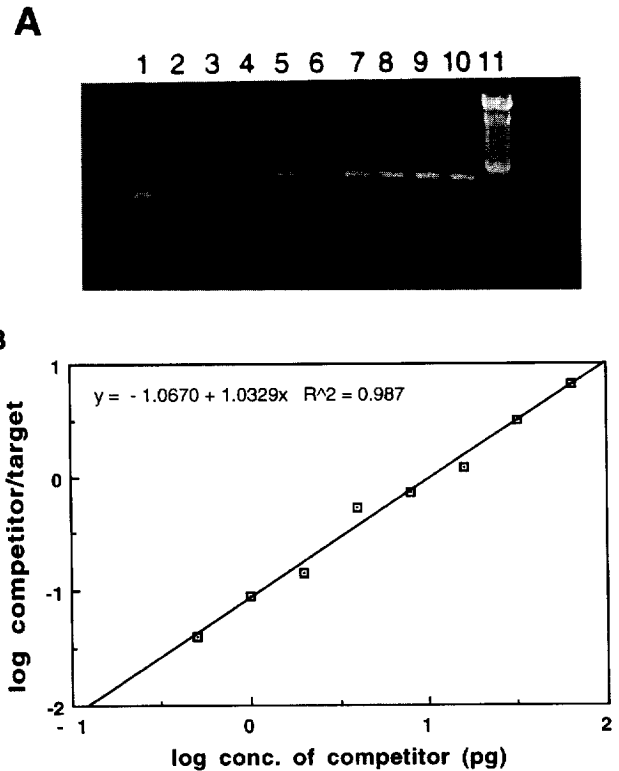 A
1 2 3 4 5 6 7 8 9 10 11
B
y = - 1.0670 + 1.0329x R^2 = 0.987
1
0
-1
-2
log competitor/target
- 1 0 1 2
log conc. of competitor (pg)